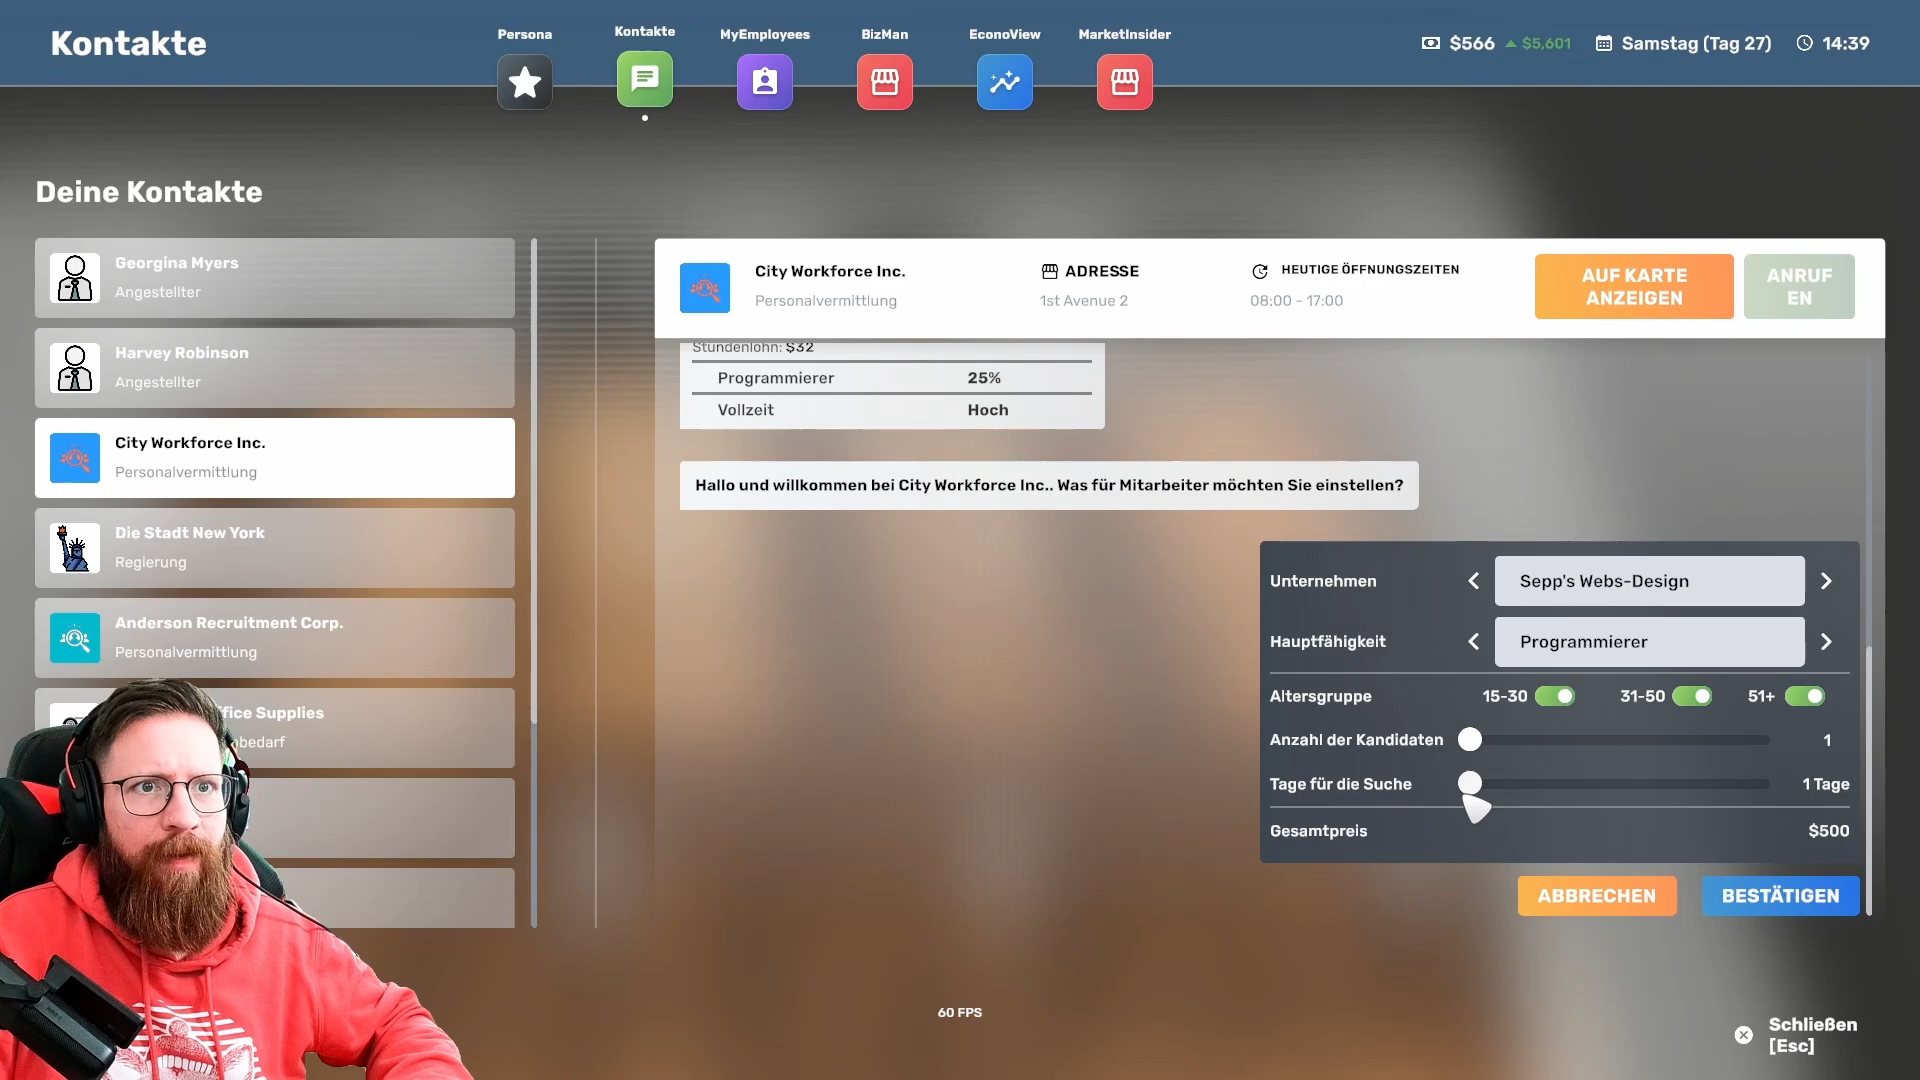 Kontakte
Persona
Kontakte
MyEmployees
BizMan
EconoView
MarketInsider
$566
$5,601
Samstag (Tag 27)
14:39
Deine Kontakte
Georgina Myers
Angestellter
Harvey Robinson
Angestellter
City Workforce Inc.
Personalvermittlung
Die Stadt New York
Regierung
Anderson Recruitment Corp.
Personalvermittlung
ffice Supplies
bedarf
City Workforce Inc.
Personalvermittlung
ADRESSE
1st Avenue 2
HEUTIGE ÖFFNUNGSZEITEN
08:00 - 17:00
AUF KARTE
ANZEIGEN
ANRUF
EN
Stundenlohn: $32
Programmierer 25%
Vollzeit Hoch
Hallo und willkommen bei City Workforce Inc.. Was für Mitarbeiter möchten Sie einstellen?
Unternehmen Sepp's Webs-Design
Hauptfähigkeit Programmierer
Altersgruppe 15-30 31-50 51+
Anzahl der Kandidaten 1
Tage für die Suche 1 Tage
Gesamtpreis $500
ABBRECHEN
BESTÄTIGEN
60 FPS
Schließen
[Esc]